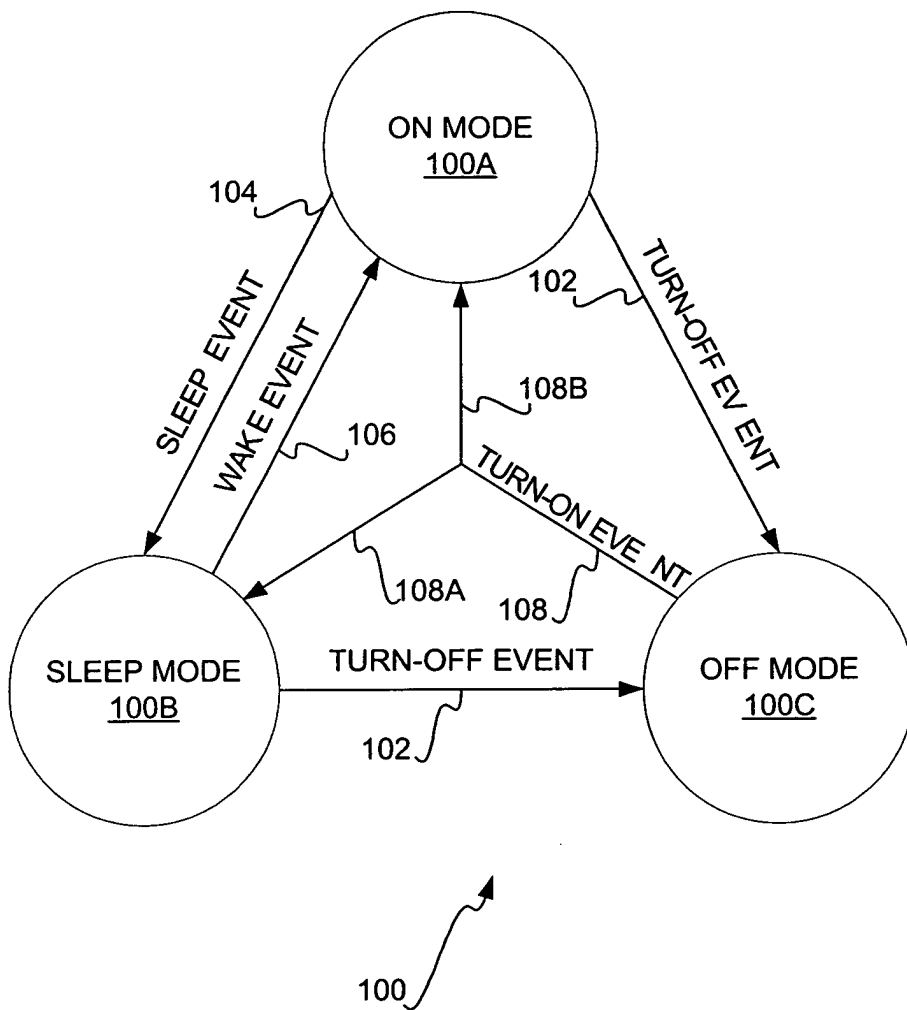 ON MODE
100A
104
SLEEP EVENT
WAKE EVENT
106
102
TURN-OFF EV ENT
108B
TURN-ON EVE NT
108A
108
SLEEP MODE
100B
TURN-OFF EVENT
102
OFF MODE
100C
100